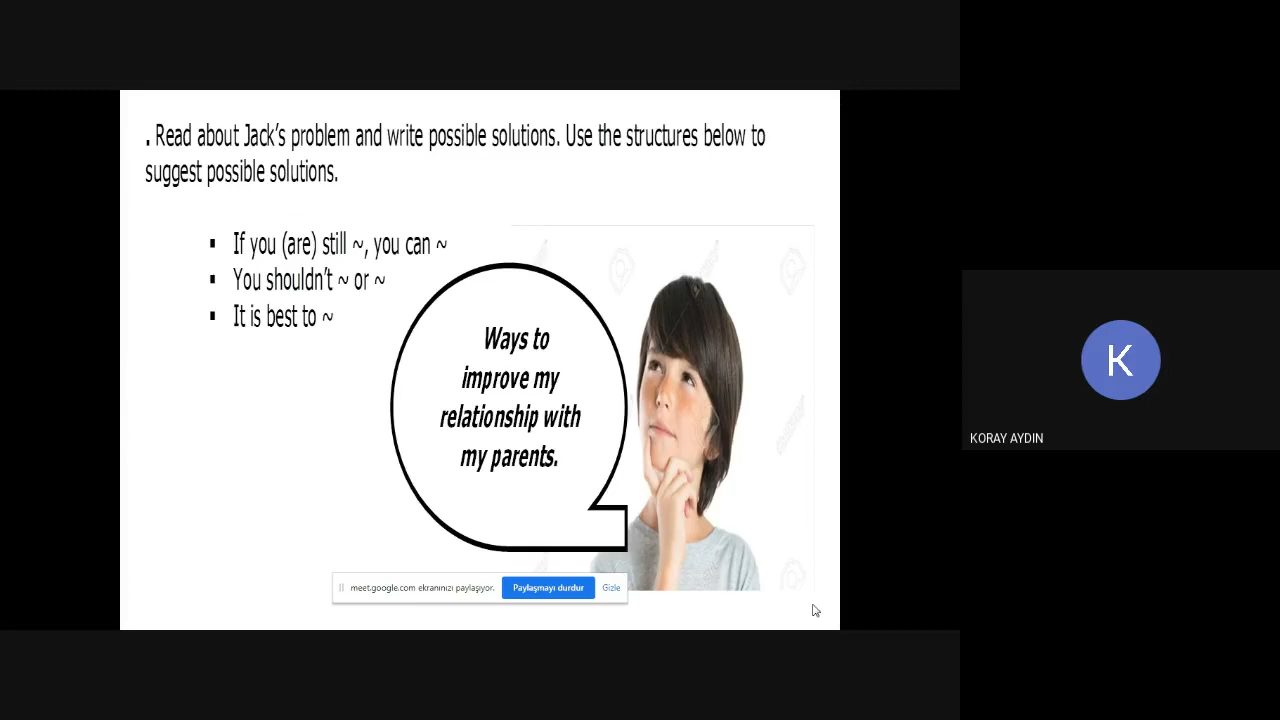 . Read about Jack's problem and write possible solutions. Use the structures below to
suggest possible solutions.
▪ If you (are) still ~, you can ~
▪ You shouldn't ~ or ~
▪ It is best to ~
Ways to
improve my
relationship with
my parents.
meet.google.com ekranınızı paylaşıyor. Paylaşmayı durdur Gizle
K
KORAY AYDIN